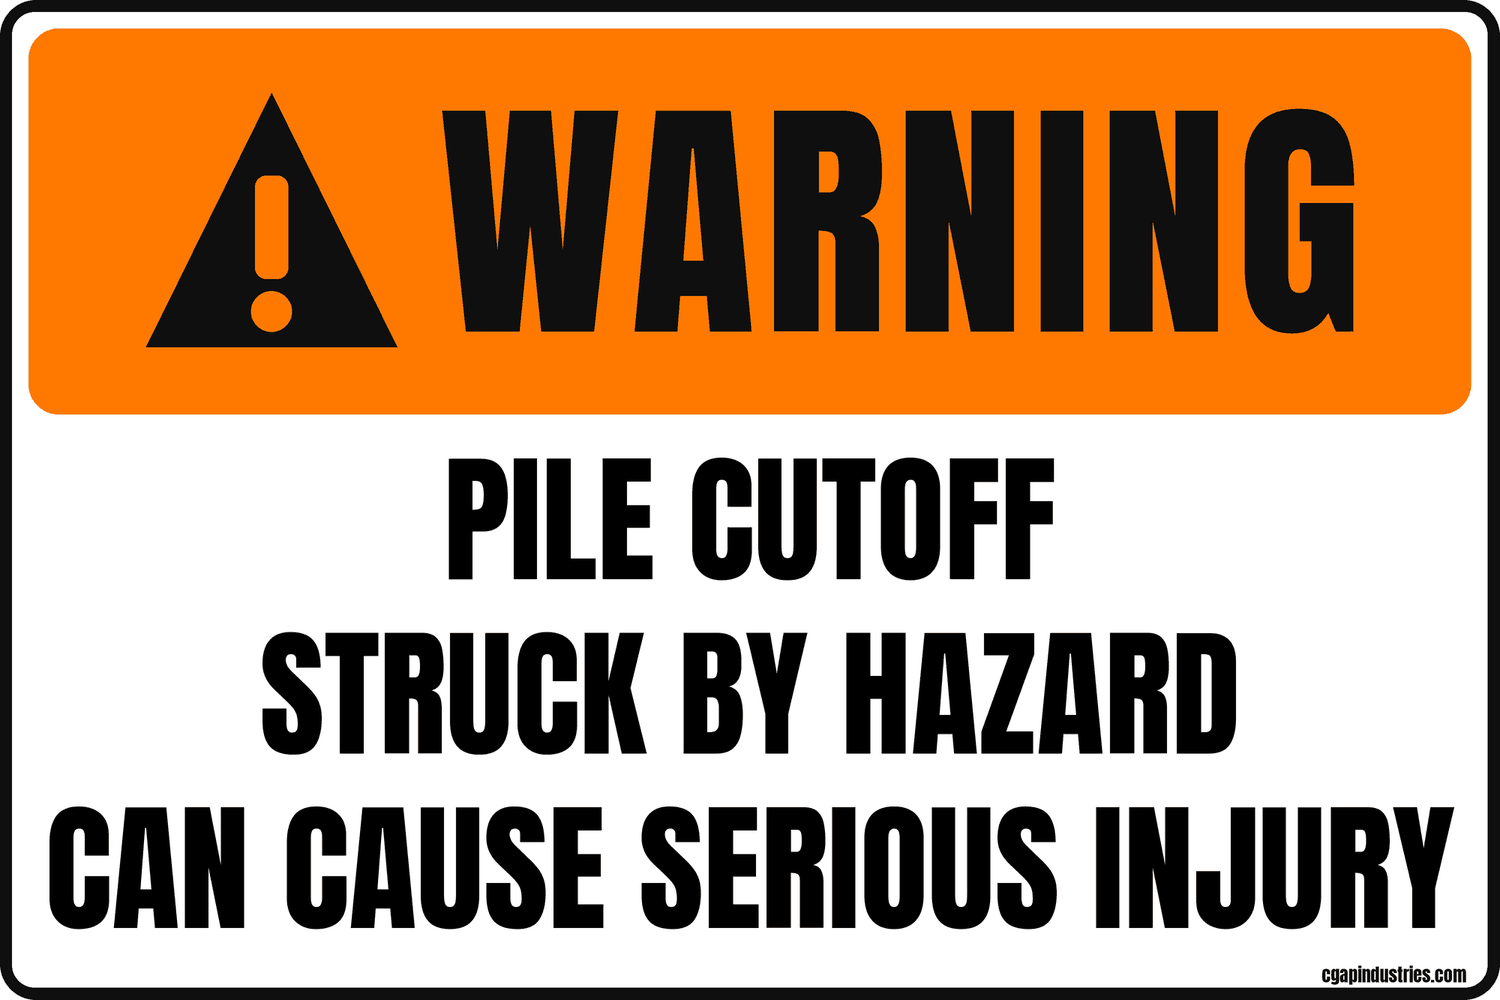 WARNING
PILE CUTOFF
STRUCK BY HAZARD
CAN CAUSE SERIOUS INJURY
cgapindustries.com